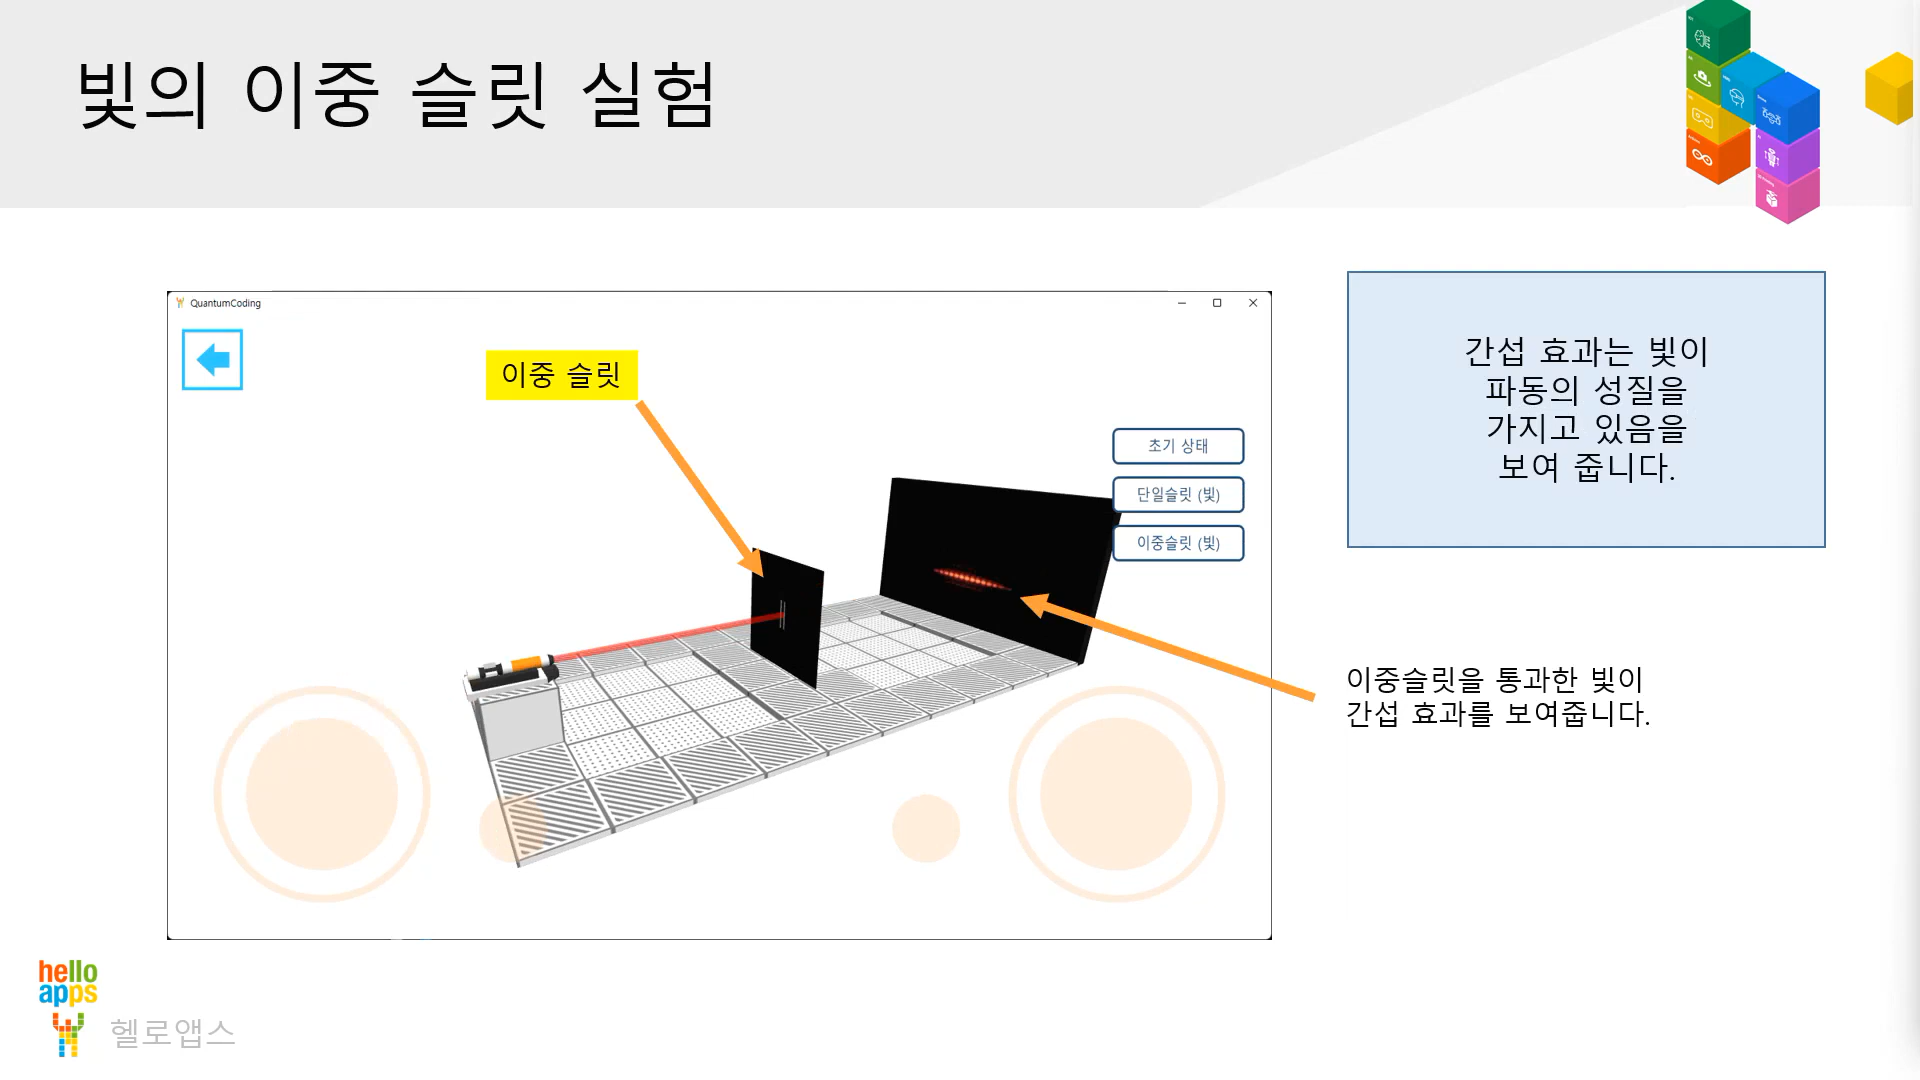 빛의 이중 슬릿 실험
QuantumCoding
이중 슬릿
초기 상태
단일슬릿 (빛)
이중슬릿 (빛)
간섭 효과는 빛이
파동의 성질을
가지고 있음을
보여 줍니다.
이중슬릿을 통과한 빛이
간섭 효과를 보여줍니다.
hello
apps
헬로앱스